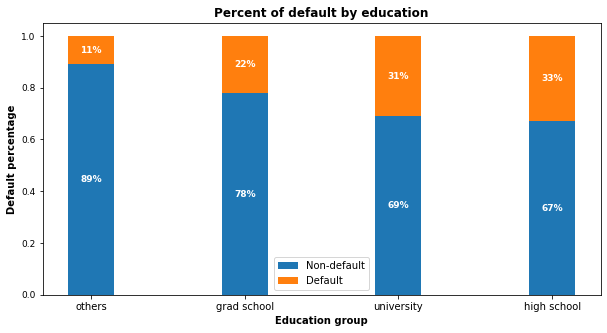 Percent of default by education
Default percentage
1.0
0.8
0.6
0.4
0.2
0.0
11%
22%
31%
33%
89%
78%
69%
67%
Non-default
Default
others
grad school
university
high school
Education group